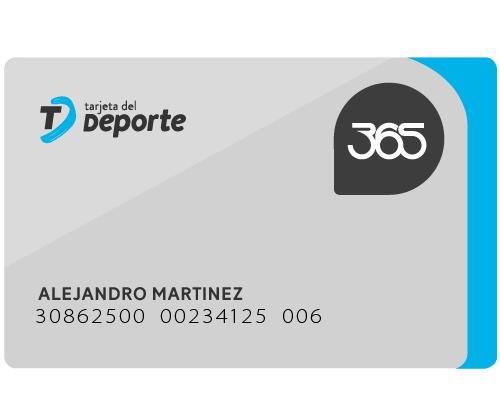 tarjeta del
Deporte
365
ALEJANDRO MARTINEZ
30862500 00234125 006